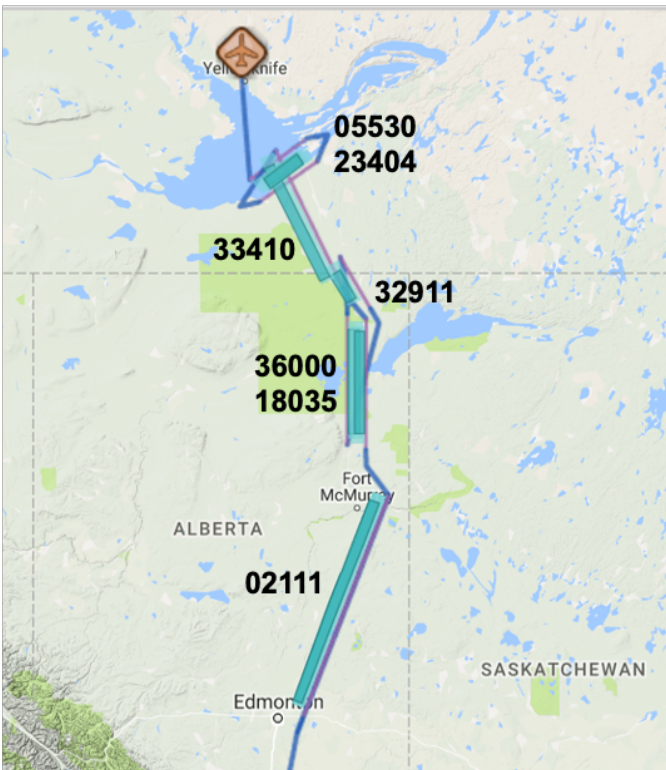 Yellowknife
05530
23404
33410
32911
36000
18035
Fort
McMurray
ALBERTA
02111
SASKATCHEWAN
Edmonton